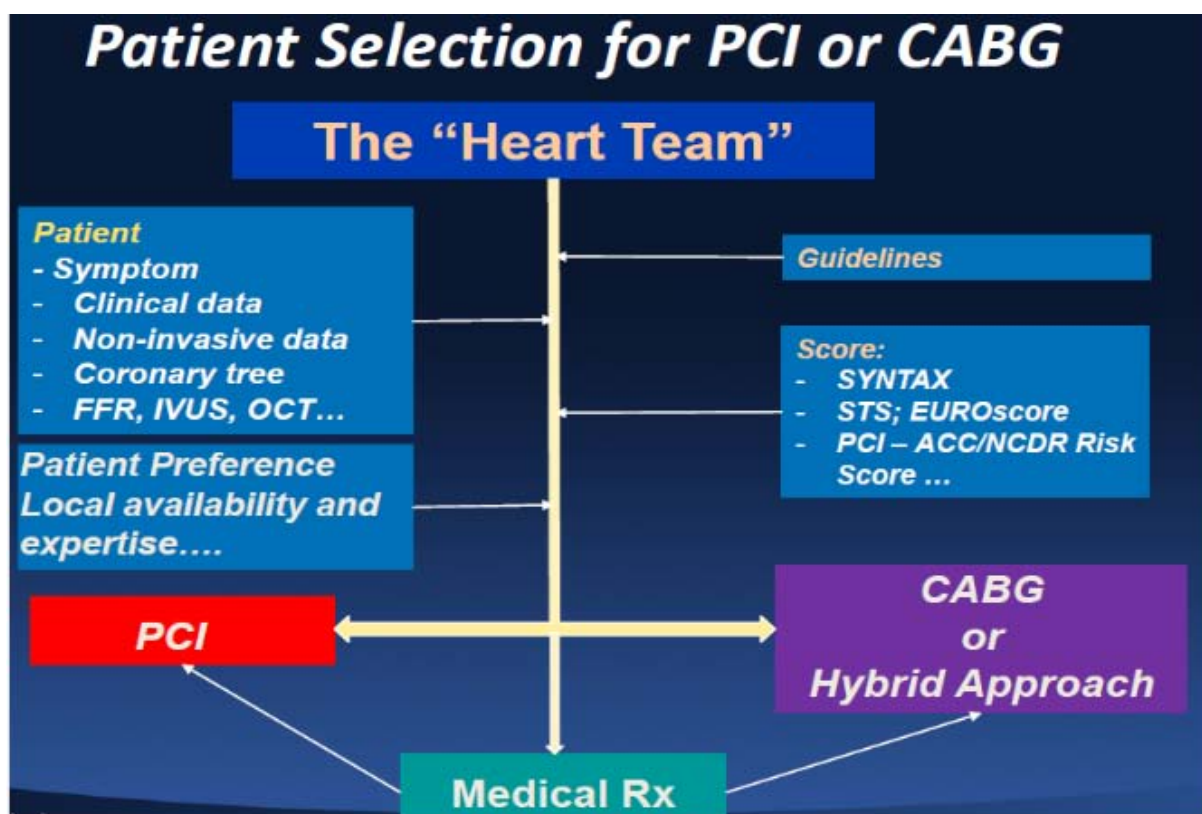 Patient Selection for PCI or CABG
The “Heart Team”
Patient
- Symptom
- Clinical data
- Non-invasive data
- Coronary tree
- FFR, IVUS, OCT...
Patient Preference
Local availability and
expertise....
Guidelines
Score:
- SYNTAX
- STS; EUROscore
- PCI – ACC/NCDR Risk
Score ...
PCI
CABG
or
Hybrid Approach
Medical Rx